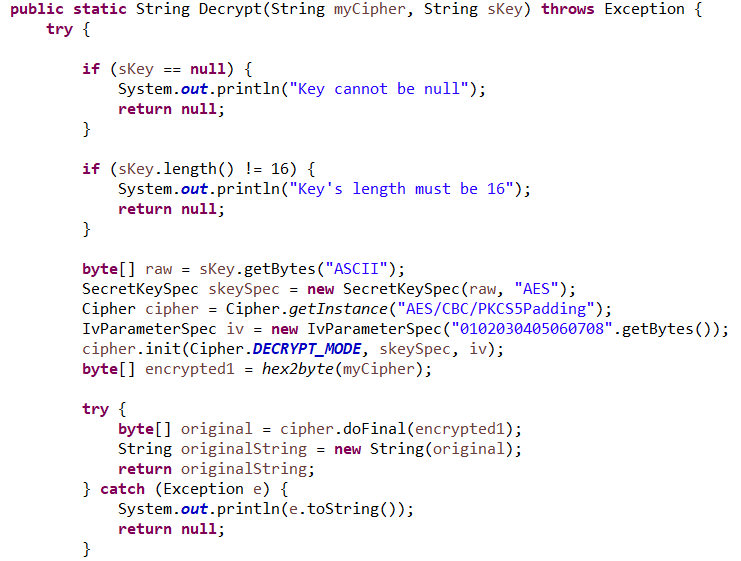 public static String Decrypt(String myCipher, String sKey) throws Exception {
try {
if (sKey == null) {
System.out.println("Key cannot be null");
return null;
}
if (sKey.length() != 16) {
System.out.println("Key's length must be 16");
return null;
}
byte[] raw = sKey.getBytes("ASCII");
SecretKeySpec skeySpec = new SecretKeySpec(raw, "AES");
Cipher cipher = Cipher.getInstance("AES/CBC/PKCS5Padding");
IvParameterSpec iv = new IvParameterSpec("0102030405060708".getBytes());
cipher.init(Cipher.DECRYPT_MODE, skeySpec, iv);
byte[] encrypted1 = hex2byte(myCipher);
try {
byte[] original = cipher.doFinal(encrypted1);
String originalString = new String(original);
return originalString;
} catch (Exception e) {
System.out.println(e.toString());
return null;
}